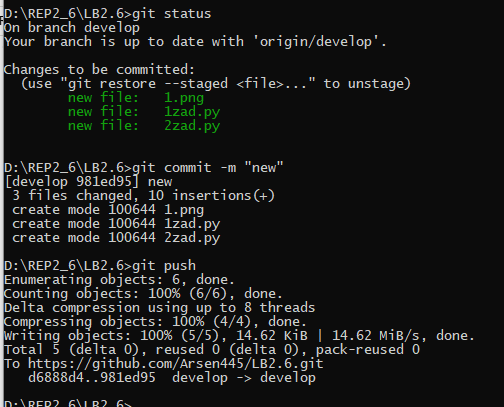 D:\REP2_6\LB2.6>git status
On branch develop
Your branch is up to date with 'origin/develop'.
Changes to be committed:
  (use "git restore --staged <file>..." to unstage)
        new file:   1.png
        new file:   1zad.py
        new file:   2zad.py
D:\REP2_6\LB2.6>git commit -m "new"
[develop 981ed95] new
 3 files changed, 10 insertions(+)
 create mode 100644 1.png
 create mode 100644 1zad.py
 create mode 100644 2zad.py
D:\REP2_6\LB2.6>git push
Enumerating objects: 6, done.
Counting objects: 100% (6/6), done.
Delta compression using up to 8 threads
Compressing objects: 100% (4/4), done.
Writing objects: 100% (5/5), 14.62 KiB | 14.62 MiB/s, done.
Total 5 (delta 0), reused 0 (delta 0), pack-reused 0
To https://github.com/Arsen445/LB2.6.git
   d6888d4..981ed95  develop -> develop
D:\REP2_6\LB2.6>